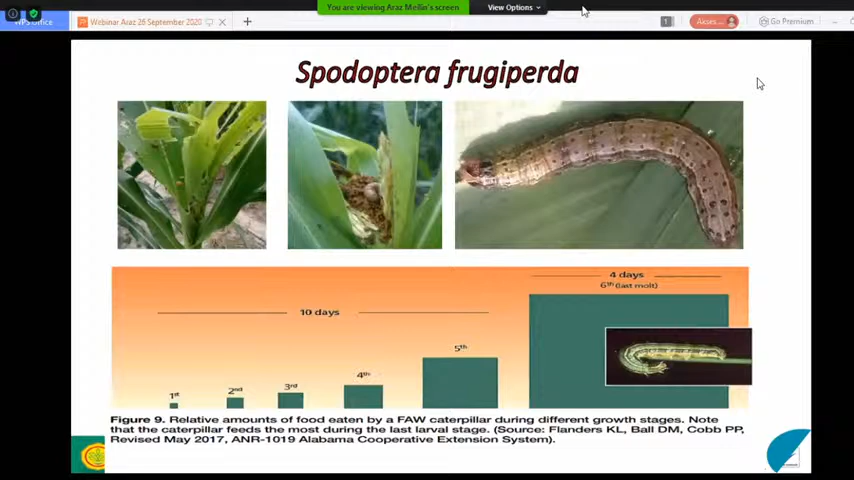 You are viewing Araz Meilin's screen
View Options
WPS Office
Webinar Araz 26 September 2020
1
Go Premium
Spodoptera frugiperda
4 days
6th (last molt)
10 days
5th
4th
3rd
2nd
1st
Figure 9. Relative amounts of food eaten by a FAW caterpillar during different growth stages. Note
that the caterpillar feeds the most during the last larval stage. (Source: Flanders KL, Ball DM, Cobb PP,
Revised May 2017, ANR-1019 Alabama Cooperative Extension System).